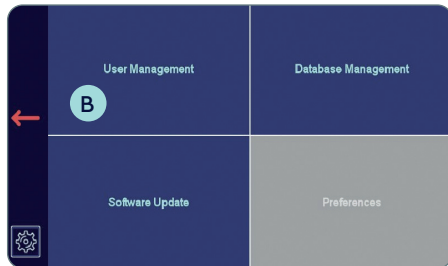 User Management
Database Management
B
Software Update
Preferences